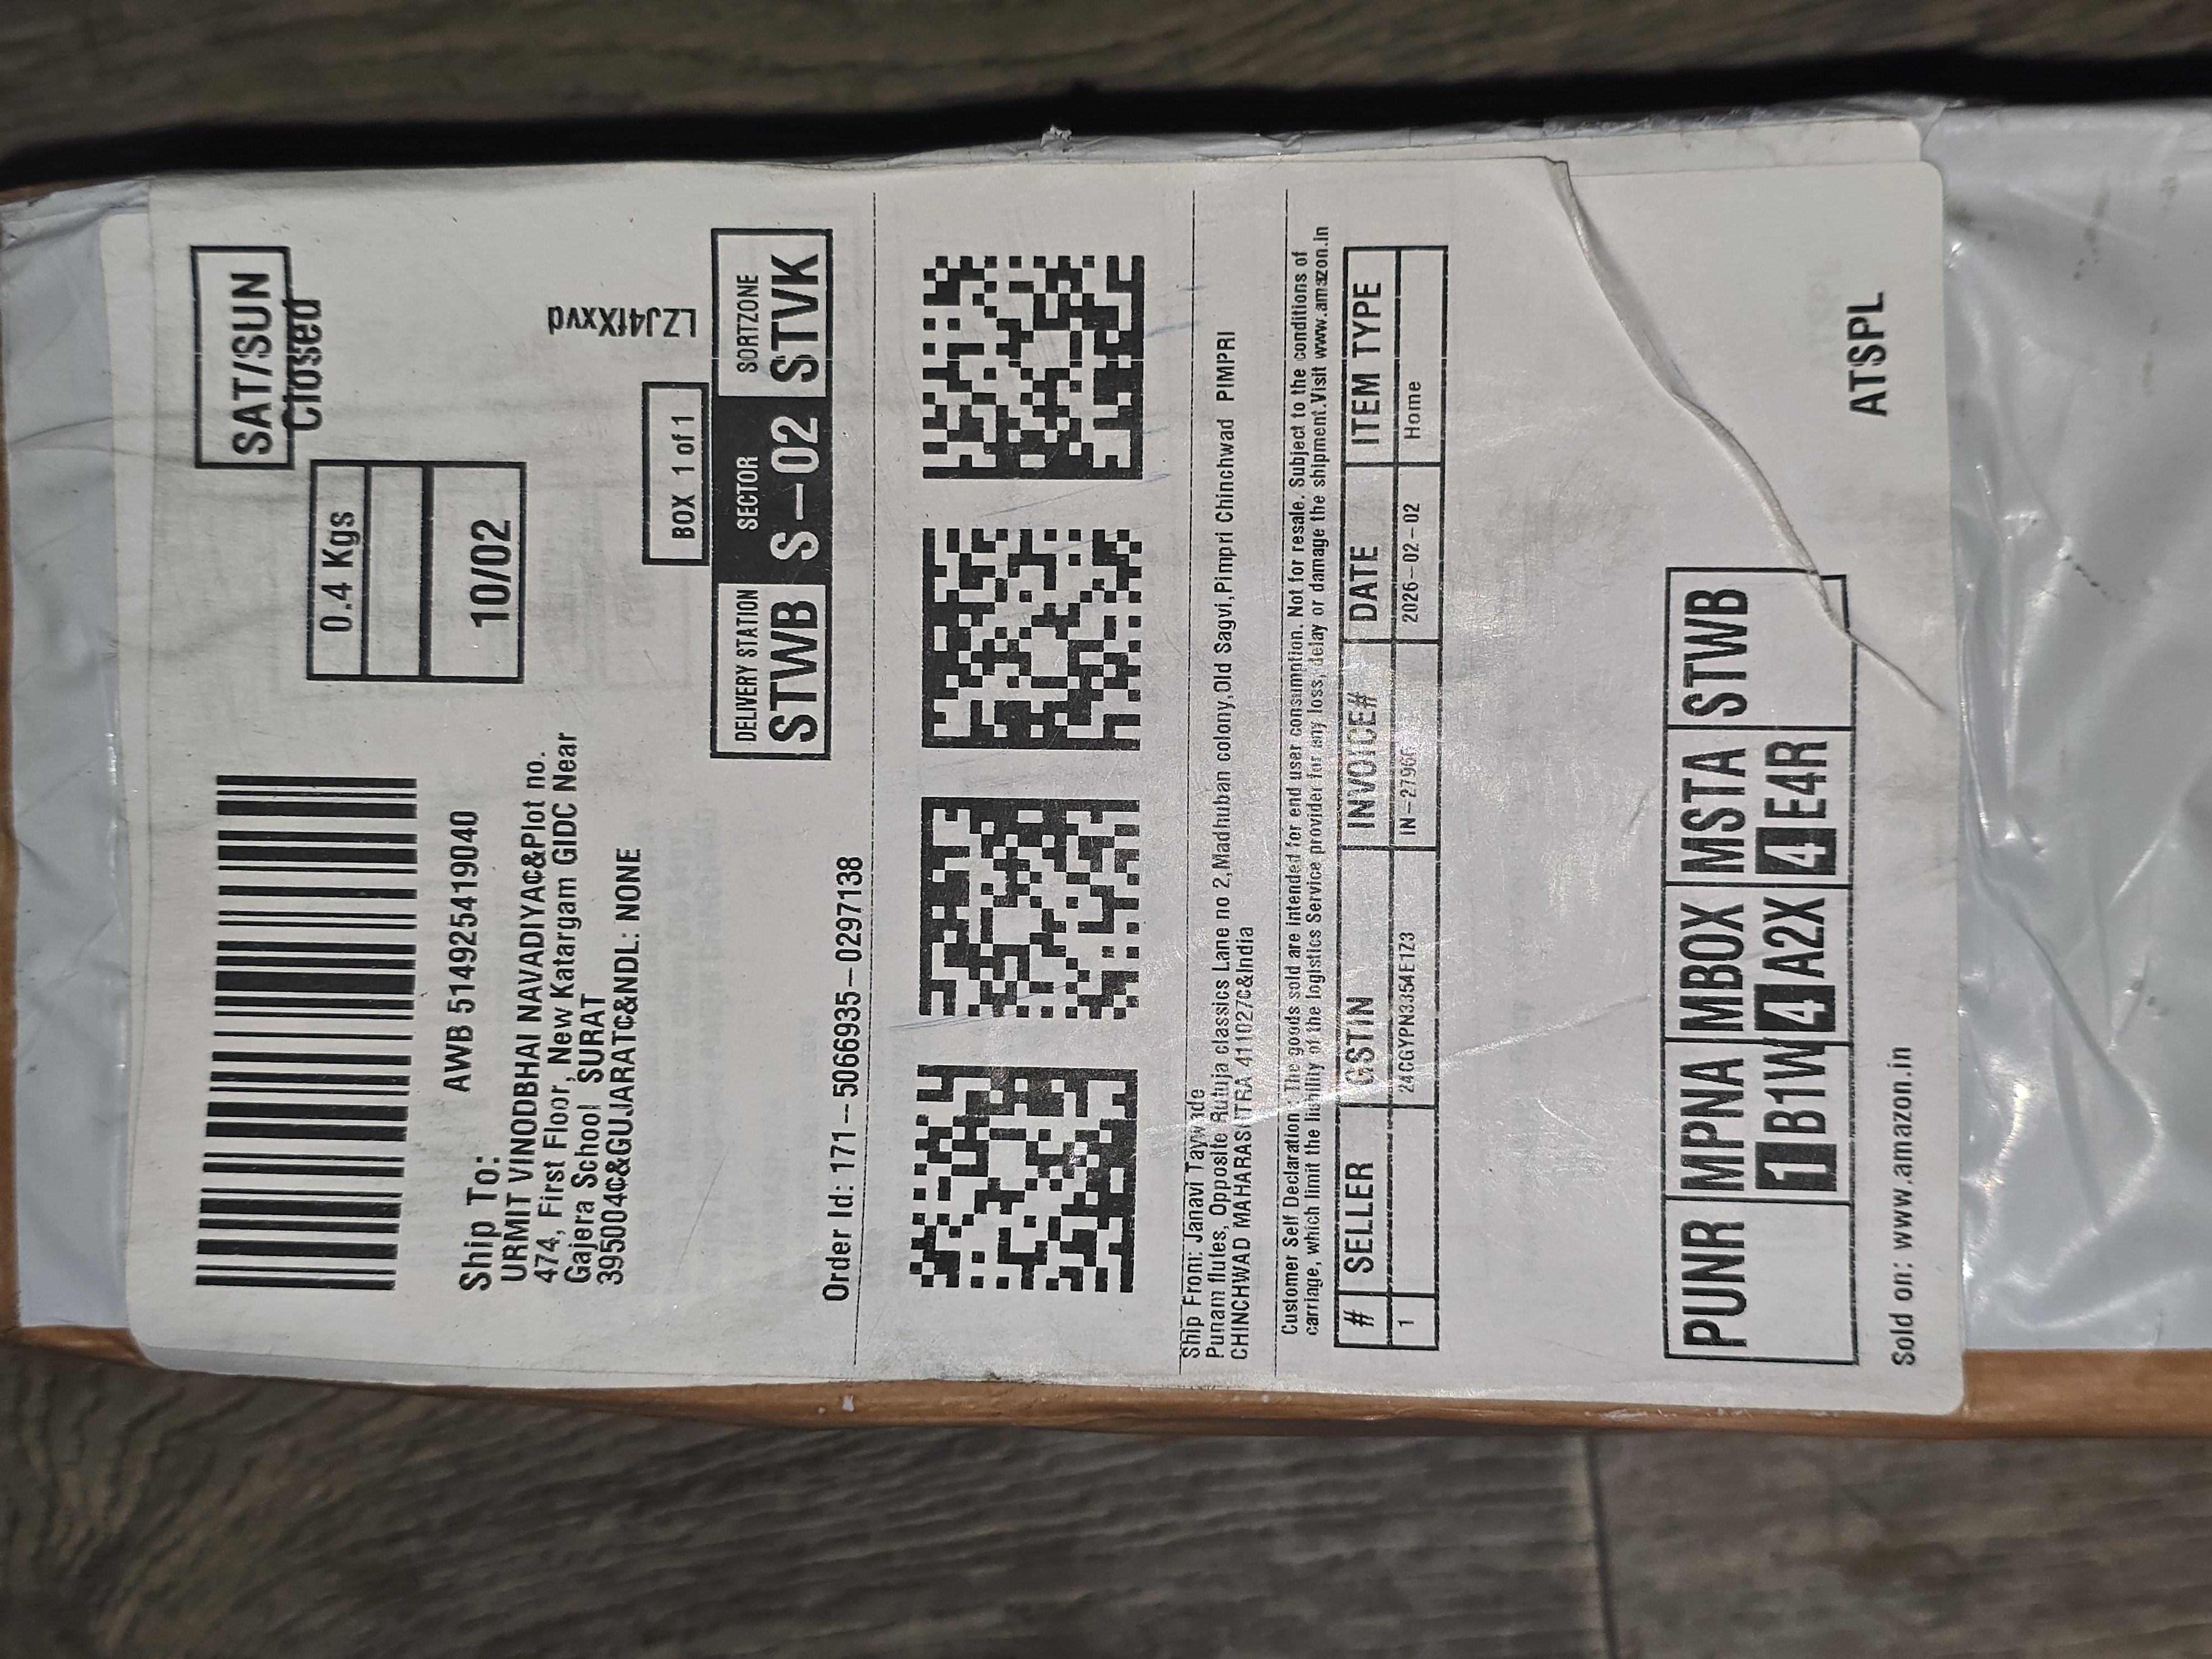 SAT/SUN
Closed
0.4 Kgs
10/02
AWB 514925419040
Ship To:
URMIT VINODBHAI NAVADIYA¢&Plot no.
474, First Floor, New Katargam GIDC Near
Gajera School SURAT
395004¢&GUJARAT¢&NDL: NONE
LZJ4fXxvd
BOX 1 of 1
DELIVERY STATION SECTOR SORTZONE
STWB S-02 STVK
Order Id: 171-5066935-0297138
Ship From: Janavi
Punam flutes, Opposite Rutuja classics Lane no 2,Madhuban colony,Old Sagvi,Pimpri Chinchwad PIMPRI
CHINCHWAD MAHARASHTRA 411027¢&India
Customer Self Declaration: The goods sold are intended for end user consumption. Not for resale. Subject to the conditions of
carriage, which limit the liability of the logistics Service provider for any loss, delay or damage the shipment.Visit www.amazon.in
# SELLER GSTIN INVOICE# DATE ITEM TYPE
1 24CGYPN3354E1Z3 2026-02-02 Home
PUNR MPNA MBOX MSTA STWB
1 B1W 4 A2X 4 E4R
Sold on: www.amazon.in
ATSPL